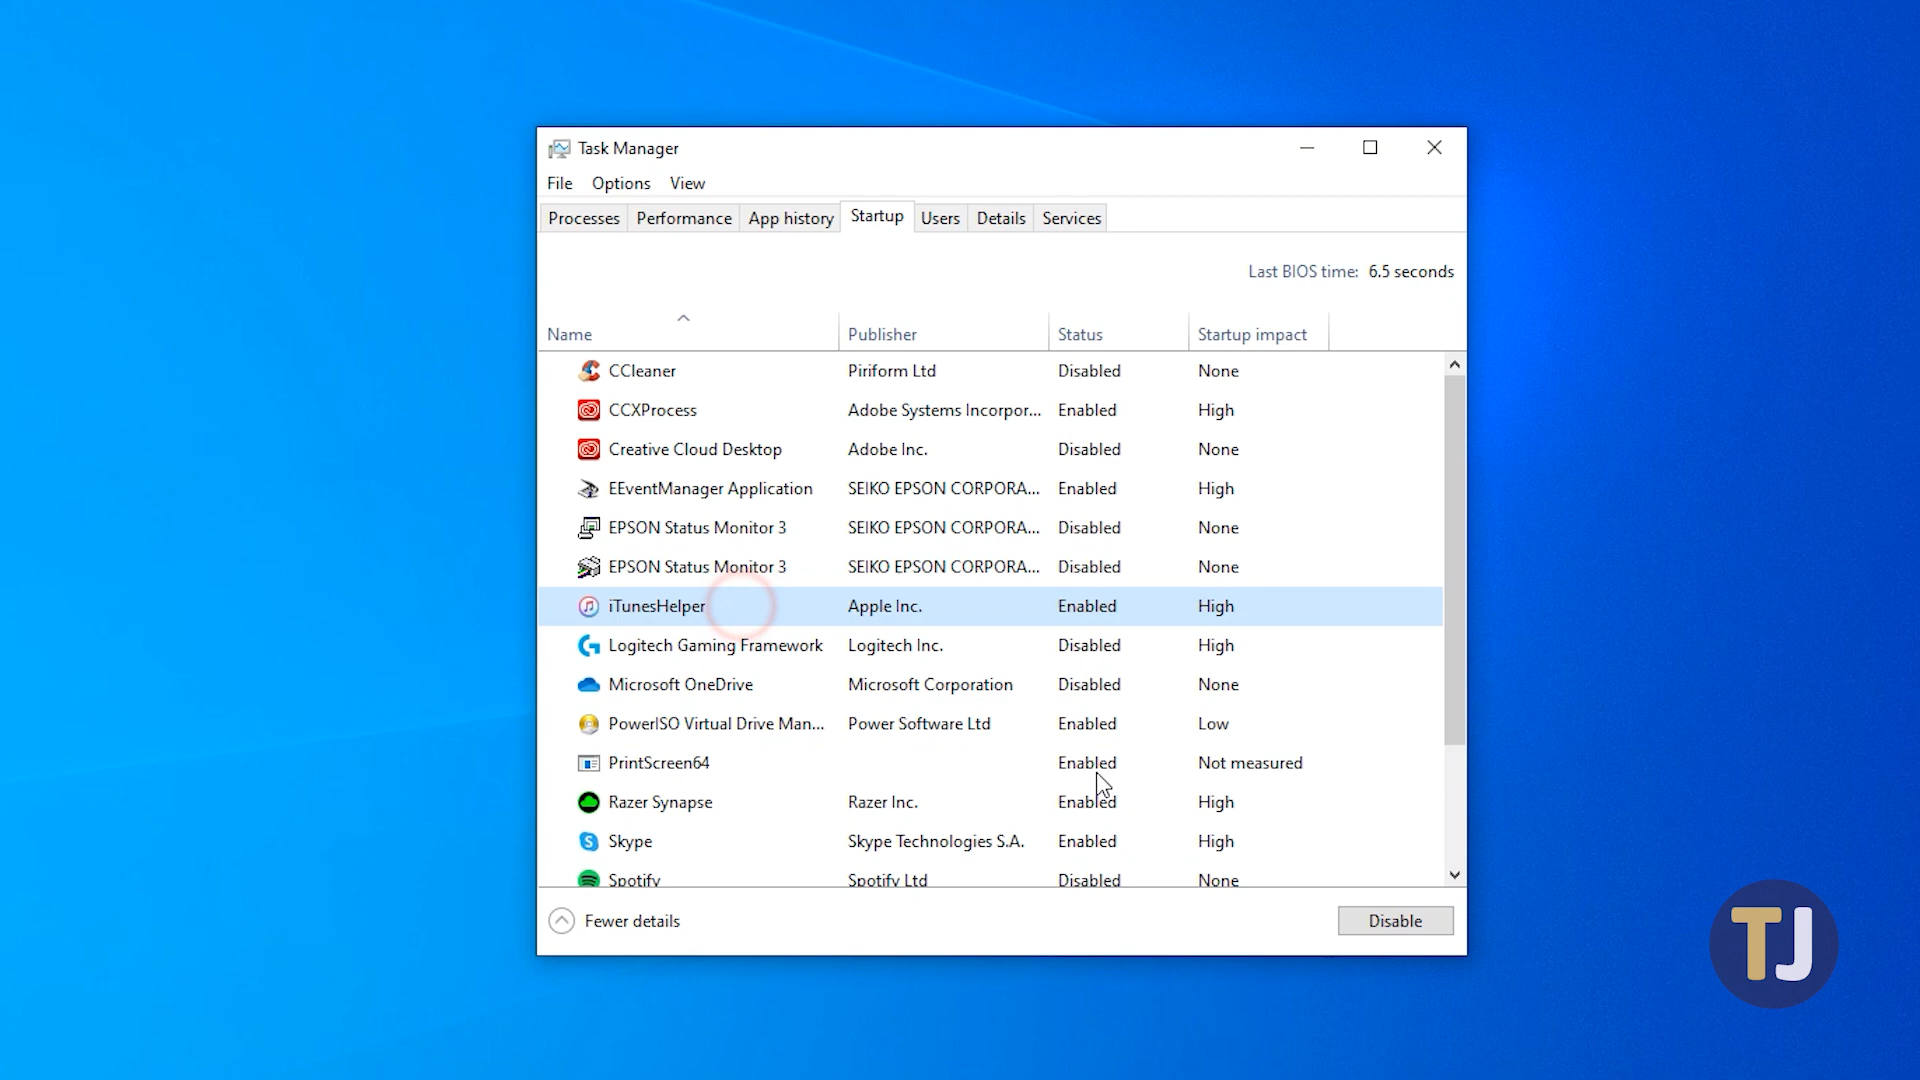 Task Manager
File Options View
Processes Performance App history Startup Users Details Services
Last BIOS time: 6.5 seconds
Name Publisher Status Startup impact
CCleaner Piriform Ltd Disabled None
CCXProcess Adobe Systems Incorpor... Enabled High
Creative Cloud Desktop Adobe Inc. Disabled None
EEventManager Application SEIKO EPSON CORPORA... Enabled High
EPSON Status Monitor 3 SEIKO EPSON CORPORA... Disabled None
EPSON Status Monitor 3 SEIKO EPSON CORPORA... Disabled None
iTunesHelper Apple Inc. Enabled High
Logitech Gaming Framework Logitech Inc. Disabled High
Microsoft OneDrive Microsoft Corporation Disabled None
PowerISO Virtual Drive Man... Power Software Ltd Enabled Low
PrintScreen64 Enabled Not measured
Razer Synapse Razer Inc. Enabled High
Skype Skype Technologies S.A. Enabled High
Spotify Spotify Ltd Disabled None
Fewer details Disable
TJ